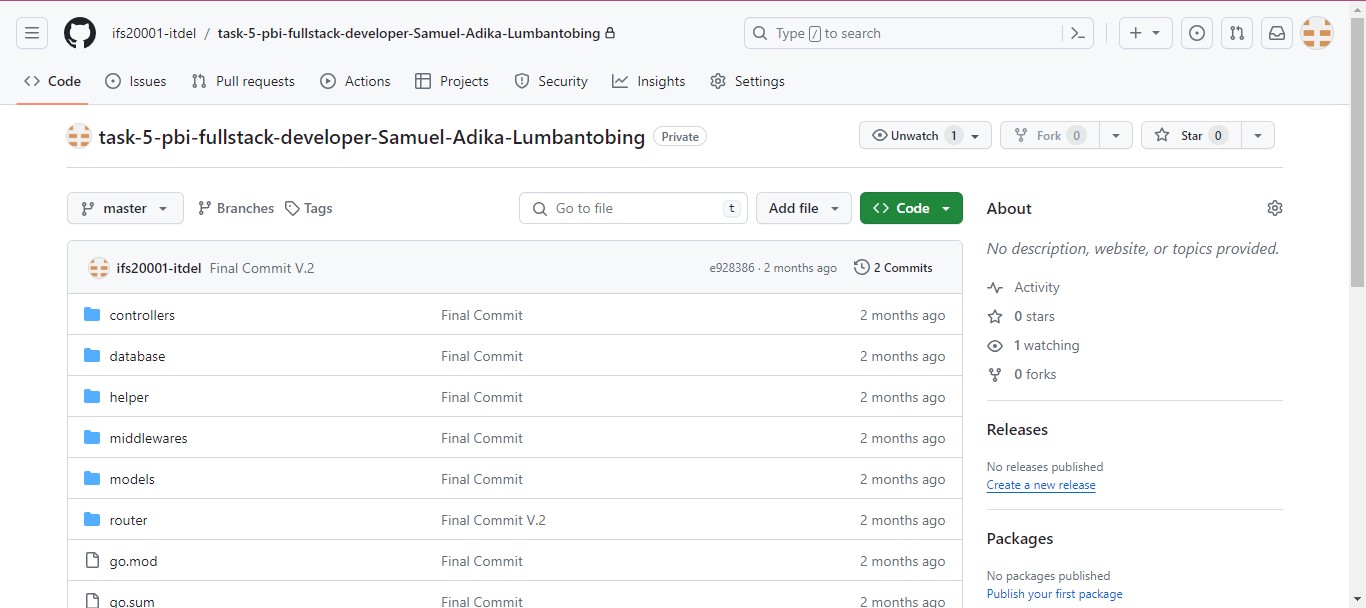 ifs20001-itdel / task-5-pbi-fullstack-developer-Samuel-Adika-Lumbantobing
Type / to search
Code Issues Pull requests Actions Projects Security Insights Settings
task-5-pbi-fullstack-developer-Samuel-Adika-Lumbantobing Private
Unwatch 1 Fork 0 Star 0
master Branches Tags
Go to file t Add file <> Code
ifs20001-itdel Final Commit V.2 e928386 · 2 months ago 2 Commits
controllers Final Commit 2 months ago
database Final Commit 2 months ago
helper Final Commit 2 months ago
middlewares Final Commit 2 months ago
models Final Commit 2 months ago
router Final Commit V.2 2 months ago
go.mod Final Commit 2 months ago
go.sum Final Commit 2 months ago
About
No description, website, or topics provided.
Activity
0 stars
1 watching
0 forks
Releases
No releases published
Create a new release
Packages
No packages published
Publish your first package